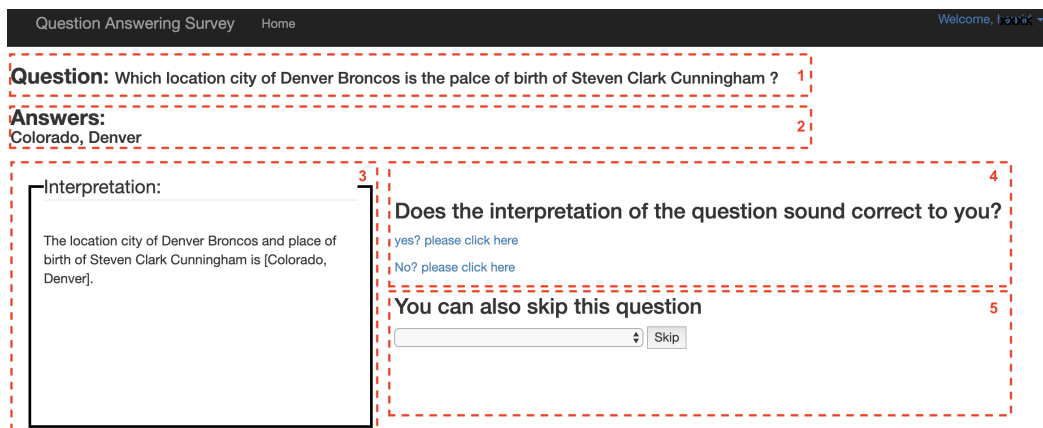 Question Answering Survey Home Welcome,
Question: Which location city of Denver Broncos is the palce of birth of Steven Clark Cunningham ? 1
Answers:
Colorado, Denver
2
Interpretation:
3
The location city of Denver Broncos and place of
birth of Steven Clark Cunningham is [Colorado,
Denver].
4
Does the interpretation of the question sound correct to you?
yes? please click here
No? please click here
You can also skip this question 5
Skip